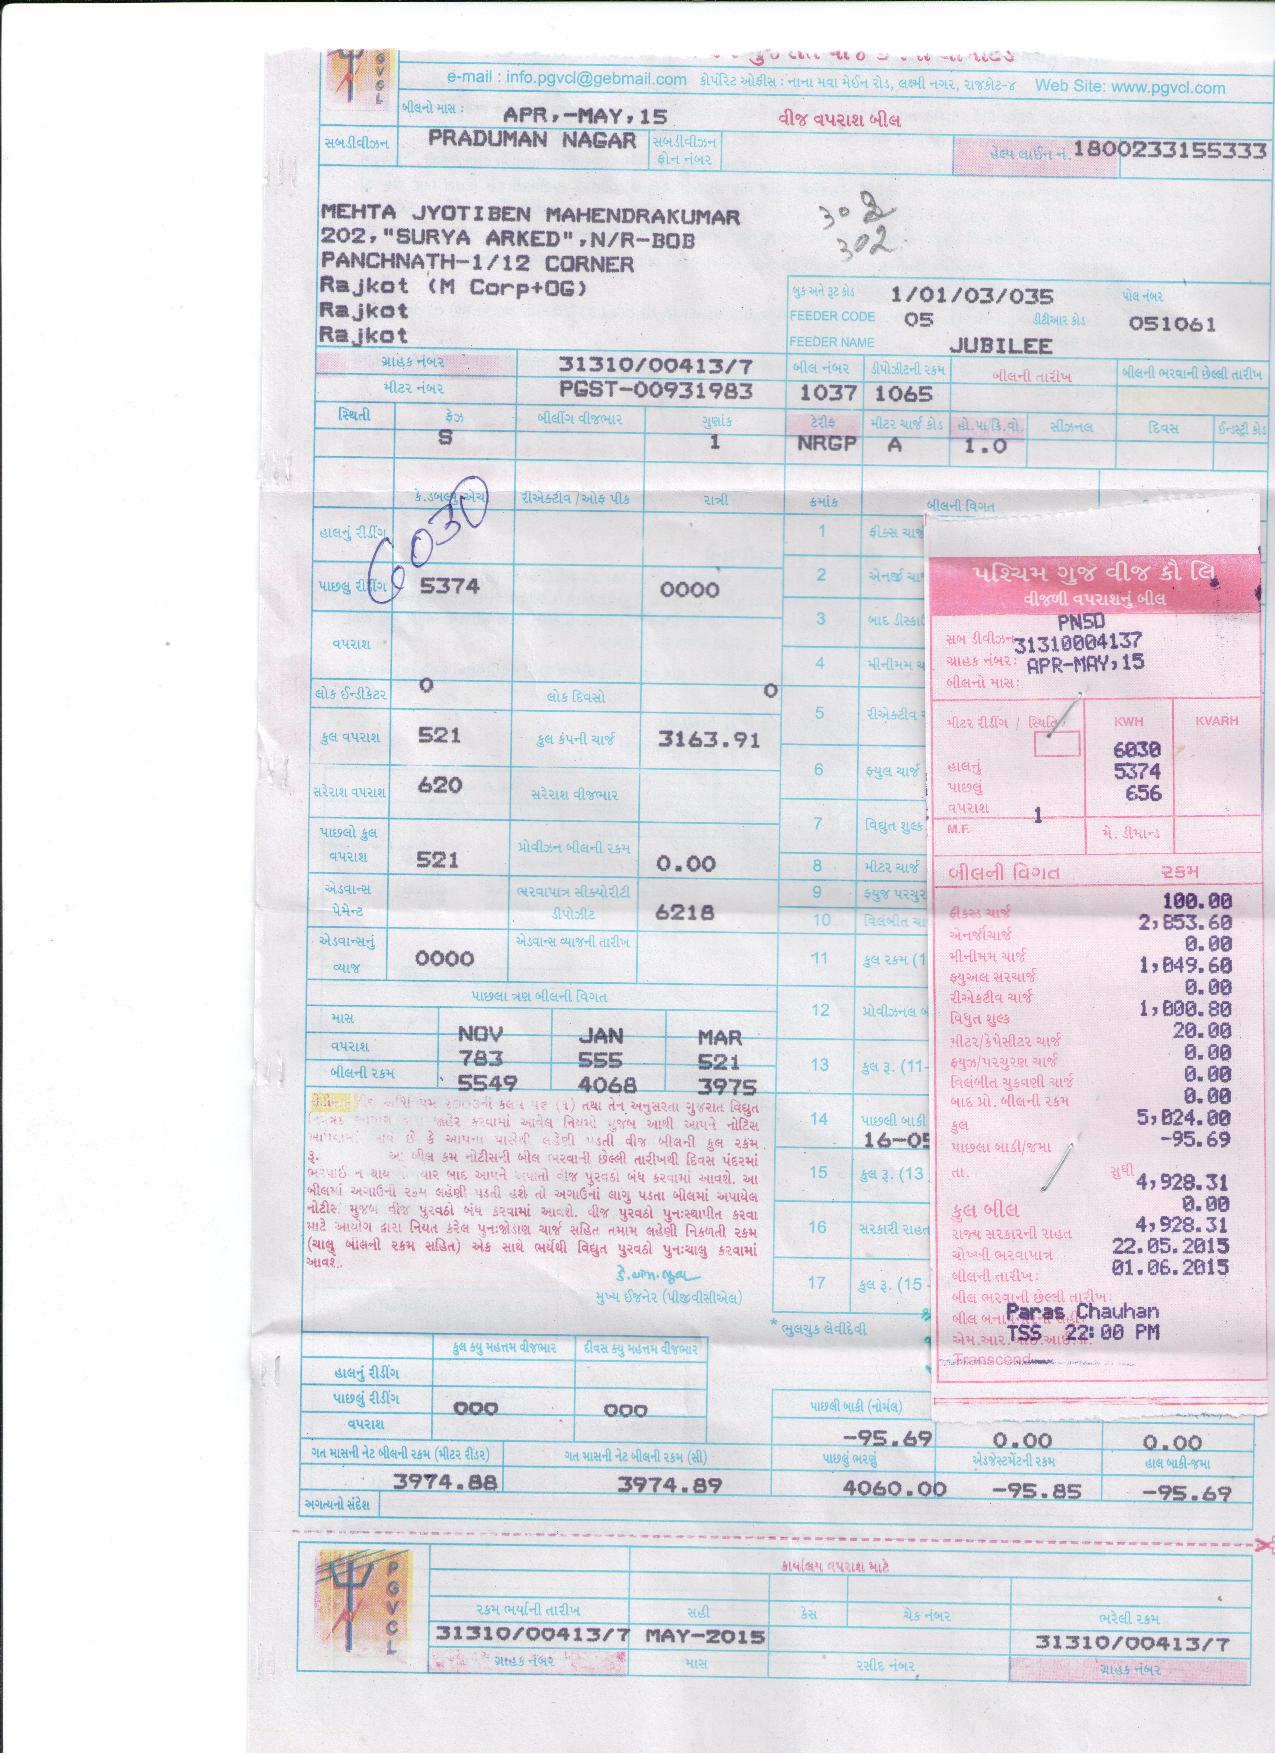 e-mail : info.pgvcl@gebmail.com કોર્પોરેટ ઓફીસ : નાના મવા મેઈન રોડ, લક્ષ્મી નગર, રાજકોટ-૪ Web Site: www.pgvcl.com
બીલનો માસ : APR,-MAY,15 વીજ વપરાશ બીલ
સબડીવીઝન PRADUMAN NAGAR સબડીવીઝન ફોન નંબર હેલ્પ લાઈન નં. 1800233155333
MEHTA JYOTIBEN MAHENDRAKUMAR
202,"SURYA ARKED",N/R-BOB
PANCHNATH-1/12 CORNER
Rajkot (M Corp+OG)
Rajkot
Rajkot
302
302
બુક અને રૂટ કોડ 1/01/03/035 પોલ નંબર
FEEDER CODE 05 ડીટીઆર કોડ 051061
FEEDER NAME JUBILEE
ગ્રાહક નંબર 31310/00413/7 બીલ નંબર ડીપોઝીટની રકમ બીલની તારીખ બીલની ભરવાની છેલ્લી તારીખ
મીટર નંબર PGST-00931983 1037 1065
સ્થિતી ફેઝ બીલીંગ વીજભાર ગુણાંક ટેરીફ મીટર ચાર્જ કોડ હો.પા/કિ.વો. સીઝનલ દિવસ ઈન્ડસ્ટ્રી કોડ
S 1 NRGP A 1.0
કે.ડબલ્યુ.એચ રીએક્ટીવ /ઓફ પીક રાત્રી ક્રમાંક બીલની વિગત
હાલનું રીડીંગ 6030 1 ફીક્સ ચાર્જ
પાછલુ રીડીંગ 5374 0000 2 એનર્જી ચા
3 બાદ ડીસ્કા
વપરાશ 4 મીનીમમ ચ
લોક ઈન્ડીકેટર 0 લોક દિવસો 0
5 રીએક્ટીવ
કુલ વપરાશ 521 કુલ કંપની ચાર્જ 3163.91
6 ફ્યુલ ચાર્જ
સરેરાશ વપરાશ 620 સરેરાશ વીજભાર
7 વિદ્યુત શુલ્ક
પાછલો કુલ વપરાશ 521 પ્રોવીઝન બીલની રકમ 0.00
8 મીટર ચાર્જ
9 ફ્યુજ પરચુર
એડવાન્સ પેમેન્ટ ભરવાપાત્ર સીક્યોરીટી ડીપોઝીટ 6218
10 વિલંબીત ચા
એડવાન્સનું વ્યાજ 0000 એડવાન્સ વ્યાજની તારીખ
11 કુલ રકમ (1
પાછલા ત્રણ બીલની વિગત
12 પ્રોવીઝનલ બ
માસ NOV JAN MAR
વપરાશ 783 555 521
13 કુલ રૂ. (11-
બીલની રકમ 5549 4068 3975
14 પાછલી બાકી
16-05
15 કુલ રૂ. (13
16 સરકારી રાહત
17 કુલ રૂ. (15 -
તથા તેને અનુસરતા ગુજરાત વિદ્યુત
જાહેર કરવામાં આવેલ નિયમો મુજબ આથી આપને નોટિસ
છે કે આપના પાસેથી લહેણી પડતી વીજ બીલની કુલ રકમ
રૂ. આ બીલ કમ નોટીસની બીલ ભરવાની છેલ્લી તારીખથી દિવસ પંદરમાં
ભરપાઈ ન થાય તો ત્યાર બાદ આપને અપાતો વીજ પુરવઠો બંધ કરવામાં આવશે. આ
બીલમાં અગાઉની રકમ લહેણી પડતી હશે તો અગાઉનાં લાગુ પડતા બીલમાં અપાયેલ
નોટીસ મુજબ વીજ પુરવઠો બંધ કરવામાં આવશે. વીજ પુરવઠો પુનઃસ્થાપીત કરવા
માટે આયોગ દ્વારા નિયત કરેલ પુનઃજોડાણ ચાર્જ સહિત તમામ લહેણી નિકળતી રકમ
(ચાલુ બીલની રકમ સહિત) એક સાથે ભર્યેથી વિદ્યુત પુરવઠો પુનઃચાલુ કરવામાં
આવશે.
મુખ્ય ઈજનેર (પીજીવીસીએલ)
* ભુલચુક લેવીદેવી
પશ્ચિમ ગુજ વીજ કાં લિ
વીજળી વપરાશનું બીલ
PNSD
સબ ડીવીઝન 31310004137
ગ્રાહક નંબર: APR-MAY,15
બીલનો માસ:
મીટર રીડીંગ / સ્થિતિ KWH KVARH
6030
હાલનું 5374
પાછલું 656
વપરાશ 1
M.F. મે. ડીમાન્ડ
બીલની વિગત રકમ
ફીકસ ચાર્જ 100.00
એનર્જીચાર્જ 2,853.60
મીનીમમ ચાર્જ 0.00
ફયુઅલ સરચાર્જ 1,049.60
રીએકટીવ ચાર્જ 0.00
વિધુત શુલ્ક 1,000.80
મીટર/કેપેસીટર ચાર્જ 20.00
ફયુઝ/પરચુરણ ચાર્જ 0.00
વિલંબીત ચુકવણી ચાર્જ 0.00
બાદ પ્રો. બીલની રકમ 0.00
કુલ 5,024.00
પાછલા બાકી/જમા -95.69
તા. સુધી
4,928.31
કુલ બીલ 0.00
રાજ્ય સરકારની રાહત 4,928.31
ચોખ્ખી ભરવાપાત્ર 22.05.2015
બીલની તારીખ: 01.06.2015
બીલ ભરવાની છેલ્લી તારીખ:
Paras Chauhan
TSS 22:00 PM
Transcend
કુલ ક્યુ મહત્તમ વીજભાર દીવસ ક્યુ મહત્તમ વીજભાર
હાલનું રીડીંગ
પાછલું રીડીંગ 000 000
વપરાશ
પાછલી બાકી (નોર્મલ)
-95.69 0.00 0.00
ગત માસની નેટ બીલની રકમ (મીટર રીડર) ગત માસની નેટ બીલની રકમ (સી) પાછલું ભરણું એડજેસ્ટમેંટની રકમ હાલ બાકી-જમા
3974.88 3974.89 4060.00 -95.85 -95.69
અગત્યનો સંદેશ
PGVCL
કાર્યાલય વપરાશ માટે
રકમ ભર્યાની તારીખ સહી કેસ ચેક નંબર ભરેલી રકમ
31310/00413/7 MAY-2015 31310/00413/7
ગ્રાહક નંબર માસ રસીદ નંબર ગ્રાહક નંબર